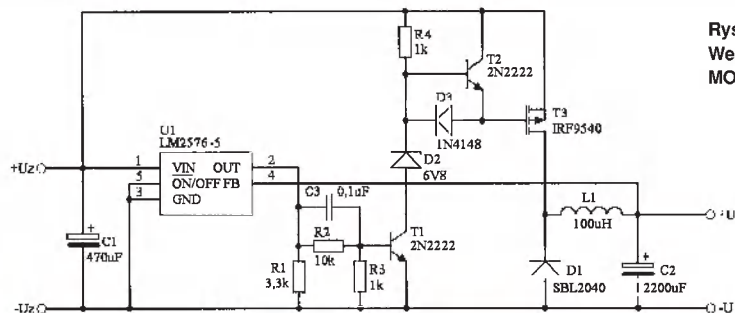 Rys
We
MO
R4
1k
T2
2N2222
D3
1N4148
T3
IRF9540
U1
LM2576-5
+Uz
1
VIN
OUT
2
5
ON/OFF
FB
4
3
GND
D2
6V8
C3
0,1uF
C1
470uF
+
R2
10k
T1
2N2222
R1
3,3k
R3
1k
L1
100uH
+U
D1
SBL2040
+
C2
2200uF
-Uz
-U